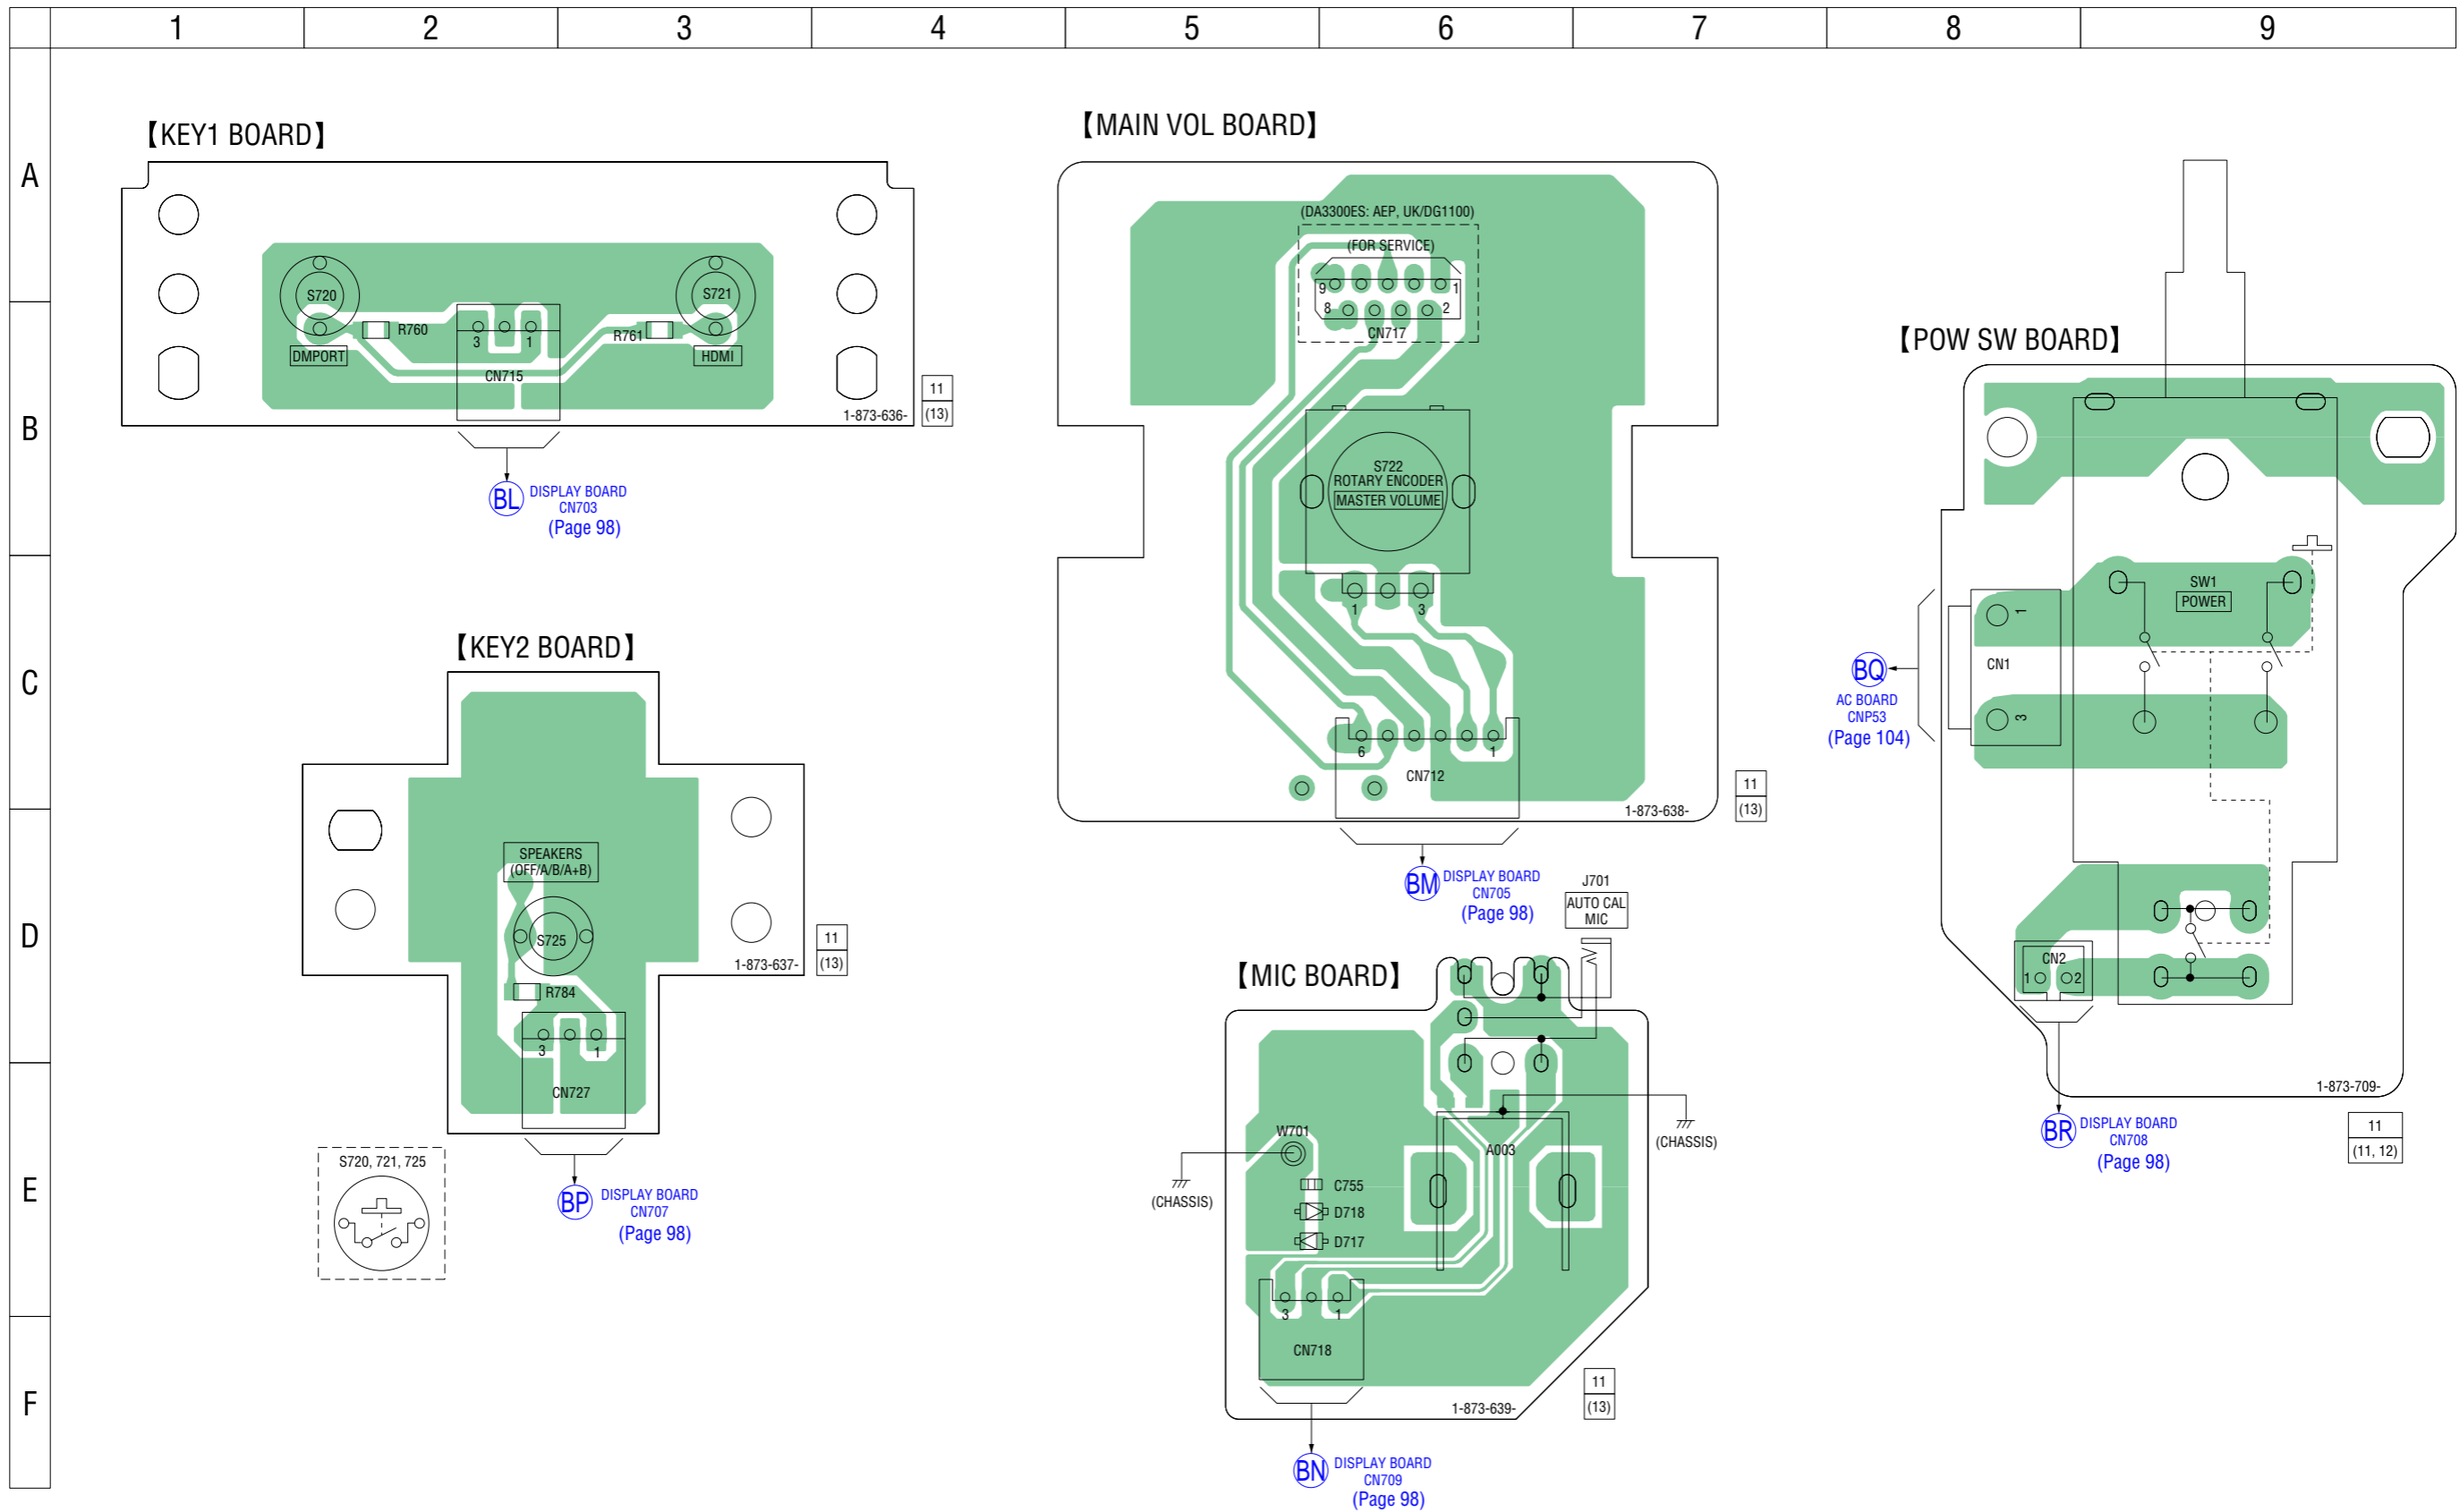 1 2 3 4 5 6 7 8 9
A
B
C
D
E
F
【KEY1 BOARD】
S720
S721
R760
R761
3 1
DMPORT
HDMI
CN715
1-873-636-
11
(13)
BL
DISPLAY BOARD
CN703
(Page 98)
【KEY2 BOARD】
SPEAKERS
(OFF/A/B/A+B)
S725
R784
3 1
CN727
1-873-637-
11
(13)
BP
DISPLAY BOARD
CN707
(Page 98)
S720, 721, 725
【MAIN VOL BOARD】
(DA3300ES: AEP, UK/DG1100)
(FOR SERVICE)
9 1
8 2
CN717
S722
ROTARY ENCODER
MASTER VOLUME
1 3
6 1
CN712
1-873-638-
11
(13)
BM
DISPLAY BOARD
CN705
(Page 98)
【MIC BOARD】
J701
AUTO CAL
MIC
W701
(CHASSIS)
A003
(CHASSIS)
C755
D718
D717
3 1
CN718
1-873-639-
11
(13)
BN
DISPLAY BOARD
CN709
(Page 98)
【POW SW BOARD】
SW1
POWER
1
CN1
3
BQ
AC BOARD
CNP53
(Page 104)
CN2
1 2
1-873-709-
11
(11, 12)
BR
DISPLAY BOARD
CN708
(Page 98)